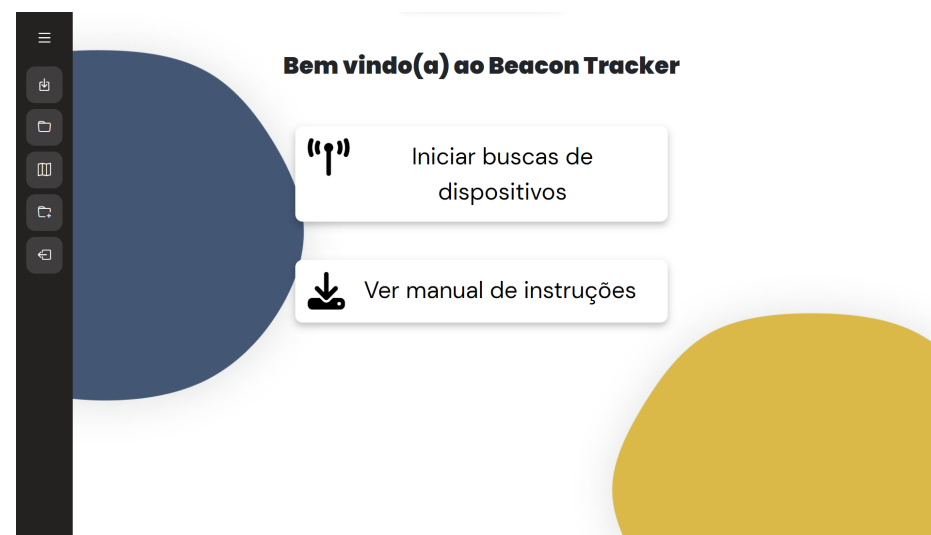 Bem vindo(a) ao Beacon Tracker
Iniciar buscas de
dispositivos
Ver manual de instruções